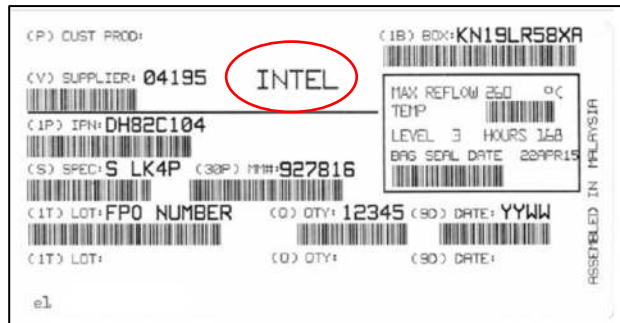 (P) CUST PROD:
(1B) BOX:KN19LR58XA
(V) SUPPLIER: 04195
INTEL
MAX REFLOW 260 °C
TEMP
(1P) IPN:DH82C104
LEVEL 3 HOURS 168
BAG SEAL DATE 22APR15
(S) SPEC:S LK4P (30P) MM#:927816
(1T) LOT:FPO NUMBER (Q) QTY: 12345 (9D) DATE: YYWW
(1T) LOT: (Q) QTY: (9D) DATE:
e1
ASSEMBLED IN MALAYSIA